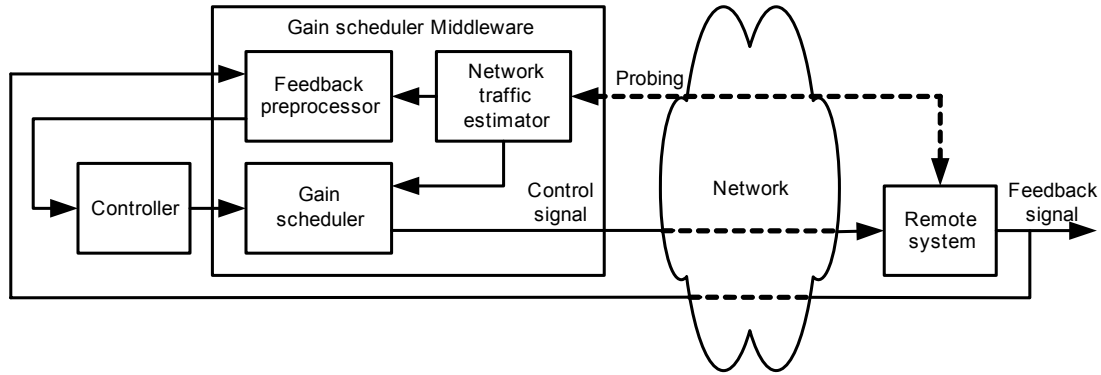 Gain scheduler Middleware
Feedback
preprocessor
Network
traffic
estimator
Probing
Controller
Gain
scheduler
Control
signal
Network
Remote
system
Feedback
signal